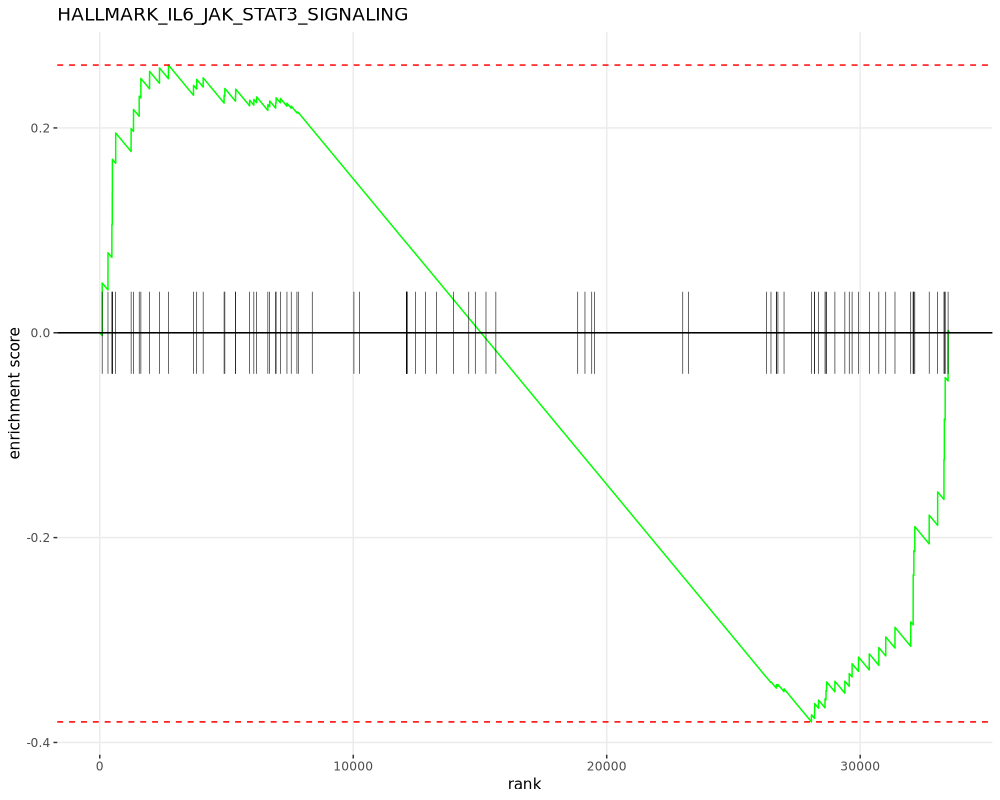 HALLMARK_IL6_JAK_STAT3_SIGNALING
enrichment score
0.2
0.0
-0.2
-0.4
0
10000
20000
30000
rank